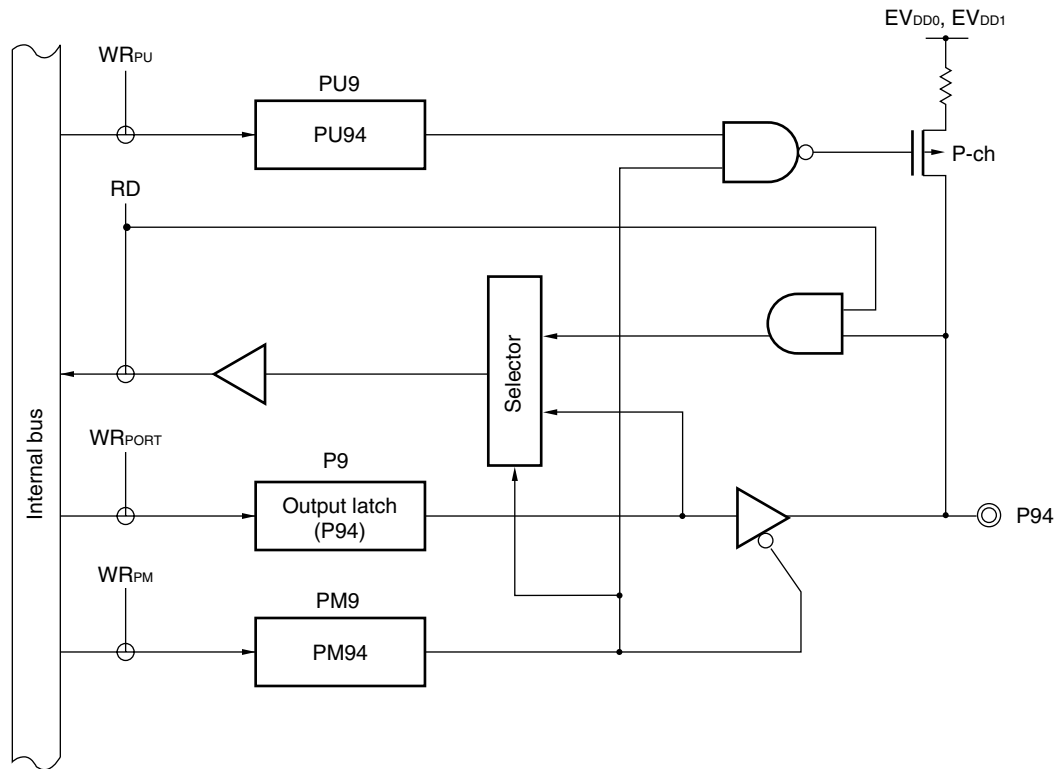 EVDD0, EVDD1
WRPU
PU9
PU94
P-ch
RD
Selector
Internal bus
WRPORT
P9
Output latch
(P94)
P94
WRPM
PM9
PM94